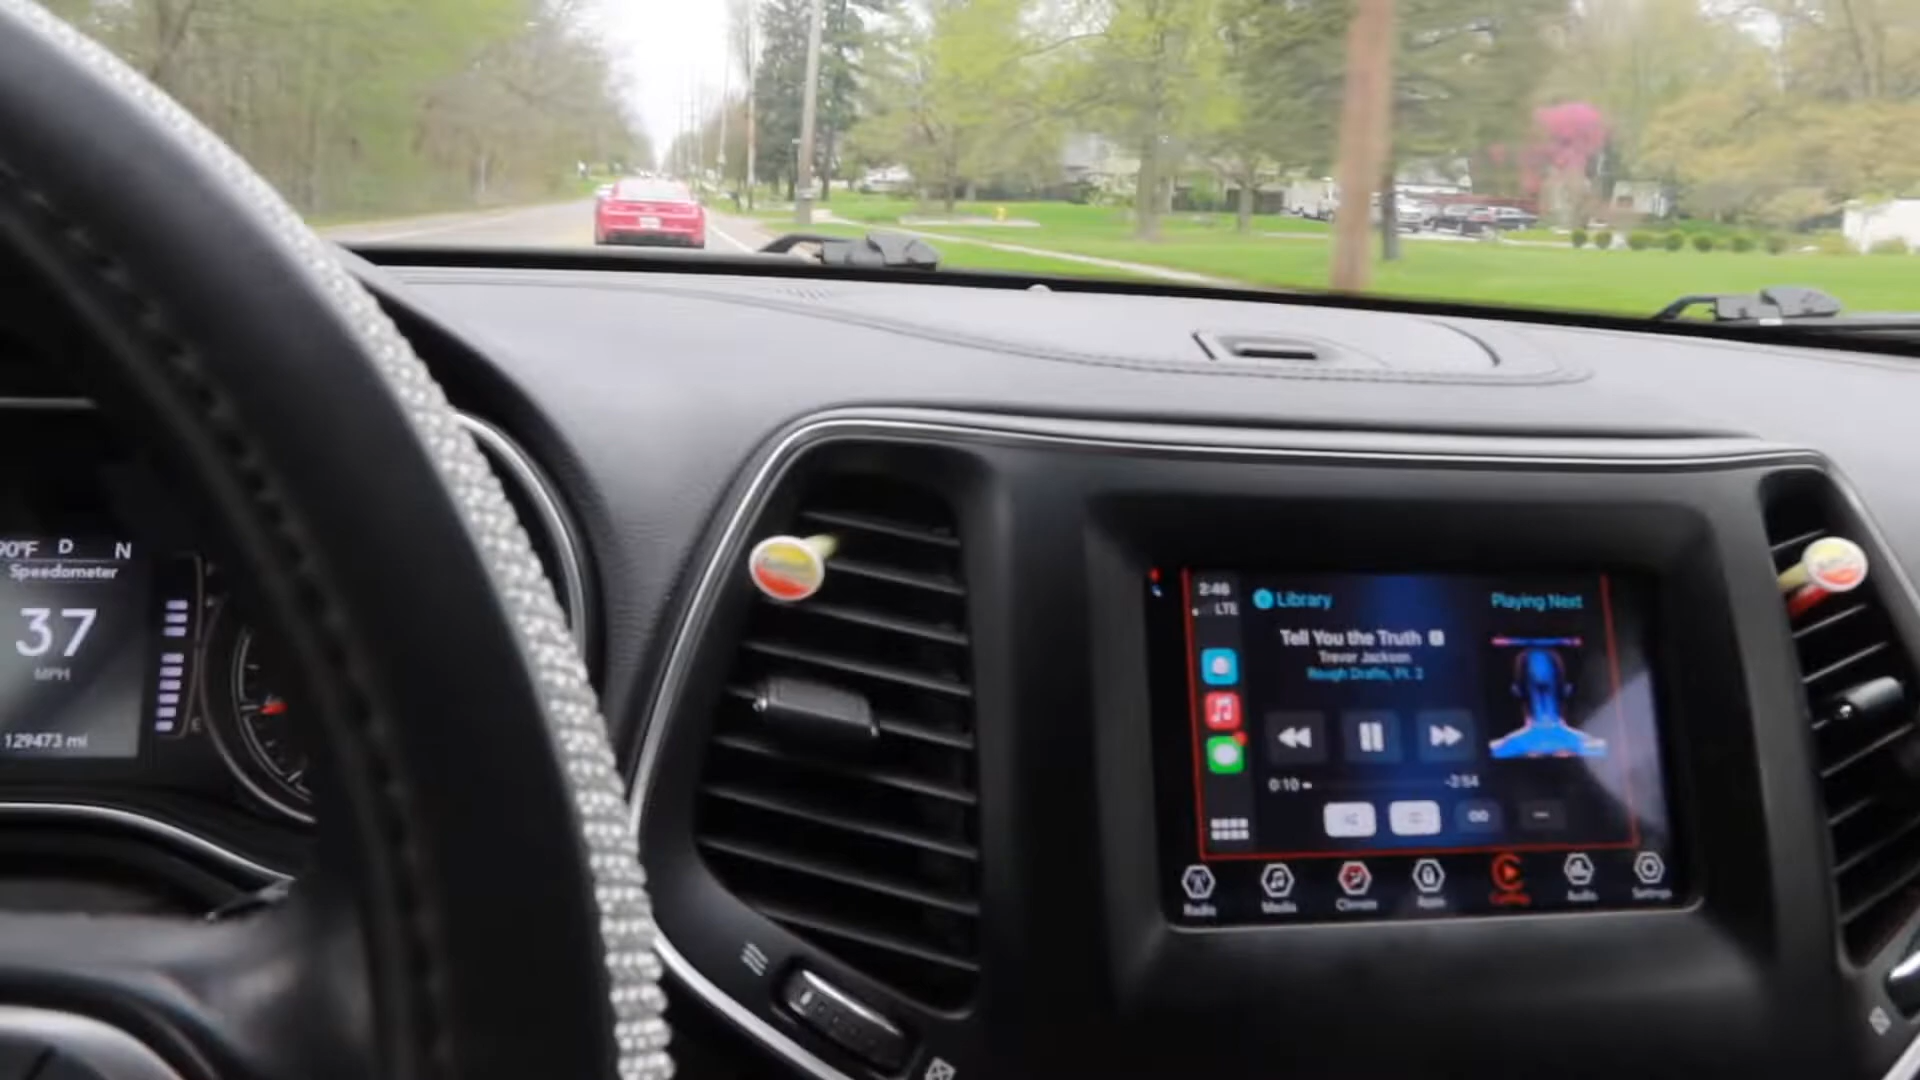 90°F D N
Speedometer
37
MPH
129473 mi
E
2:46
LTE
Library
Playing Next
Tell You the Truth
Trevor Jackson
Rough Drafts, Pt. 2
0:10
-3:54
Radio
Media
Climate
Apps
Audio
Settings